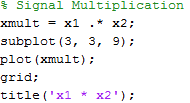 % Signal Multiplication
xmult = x1 .* x2;
subplot(3, 3, 9);
plot(xmult);
grid;
title('x1 * x2');